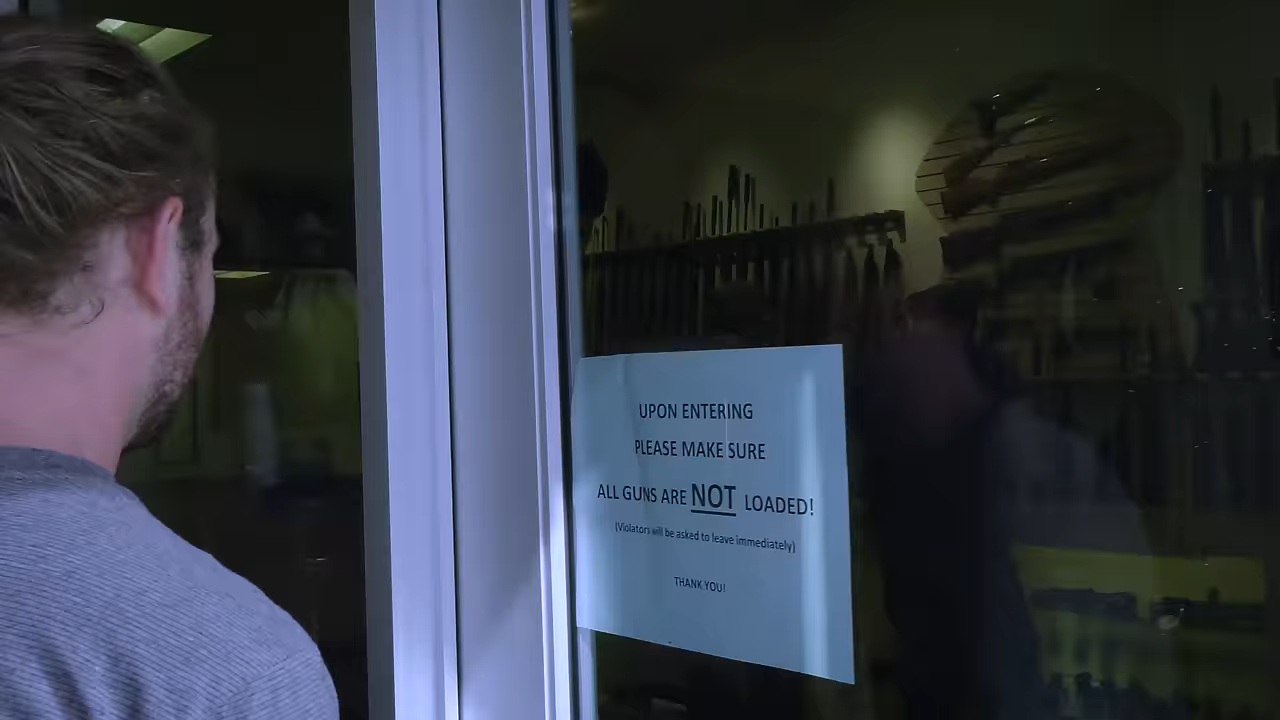 UPON ENTERING
PLEASE MAKE SURE
ALL GUNS ARE NOT LOADED!
(Violators will be asked to leave immediately)
THANK YOU!